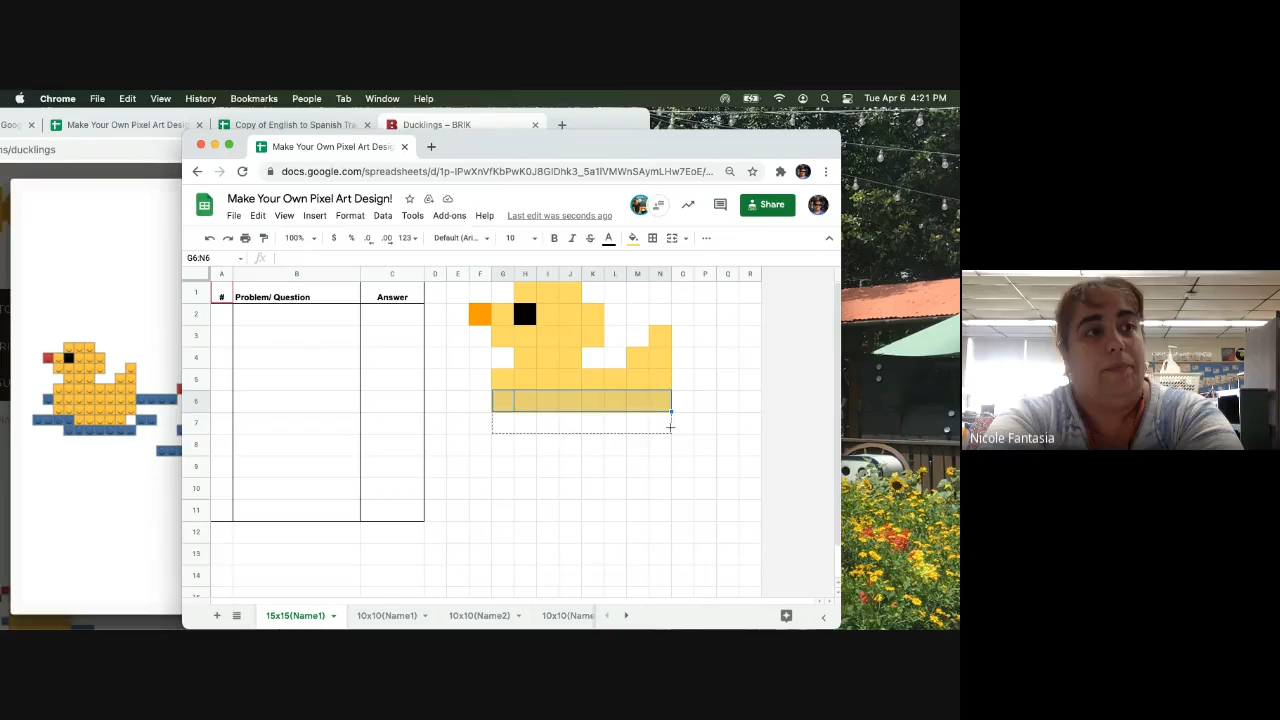 Chrome File Edit View History Bookmarks People Tab Window Help Tue Apr 6 4:21 PM
Goo Make Your Own Pixel Art Desig Copy of English to Spanish Tra Ducklings – BRIK
ns/ducklings
Make Your Own Pixel Art Desig
docs.google.com/spreadsheets/d/
Make Your Own Pixel Art Design!
File Edit View Insert Format Data Tools Add-ons Help Last edit was seconds ago
Share
100% $ % .0 .00 123 Default (Ari... 10 B I S A
G6:N6 fx
A B C D E F G H I J K L M N O P Q R
1 # Problem/ Question Answer
2
3
4
5
6
7
8
9
10
11
12
13
14
15x15(Name1) 10x10(Name1) 10x10(Name2) 10x10(Name
Nicole Fantasia